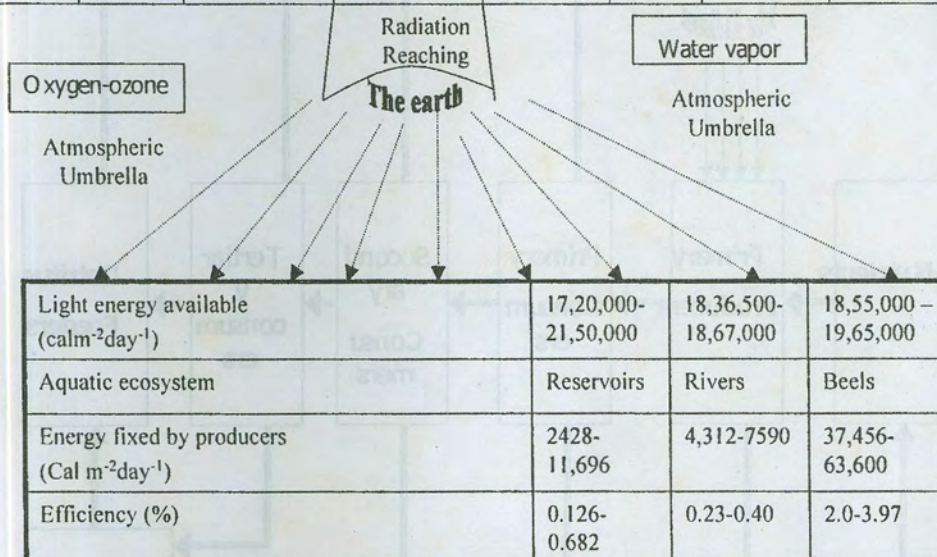 Radiation
Reaching
The earth
Water vapor
Oxygen-ozone
Atmospheric
Umbrella
Atmospheric
Umbrella
Light energy available 17,20,000- 18,36,500- 18,55,000 –
(calm-2day-1) 21,50,000 18,67,000 19,65,000
Aquatic ecosystem Reservoirs Rivers Beels
Energy fixed by producers 2428- 4,312-7590 37,456-
(Cal m-2day-1) 11,696 63,600
Efficiency (%) 0.126- 0.23-0.40 2.0-3.97
0.682